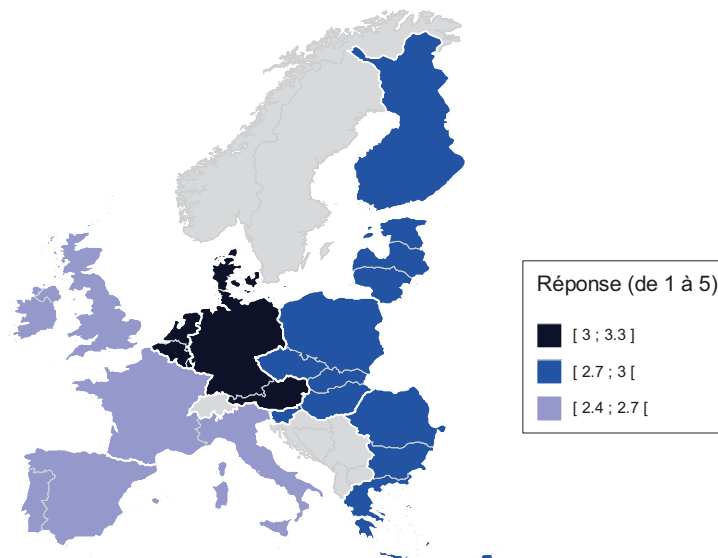 Réponse (de 1 à 5)
[ 3 ; 3.3 ]
[ 2.7 ; 3 [
[ 2.4 ; 2.7 [